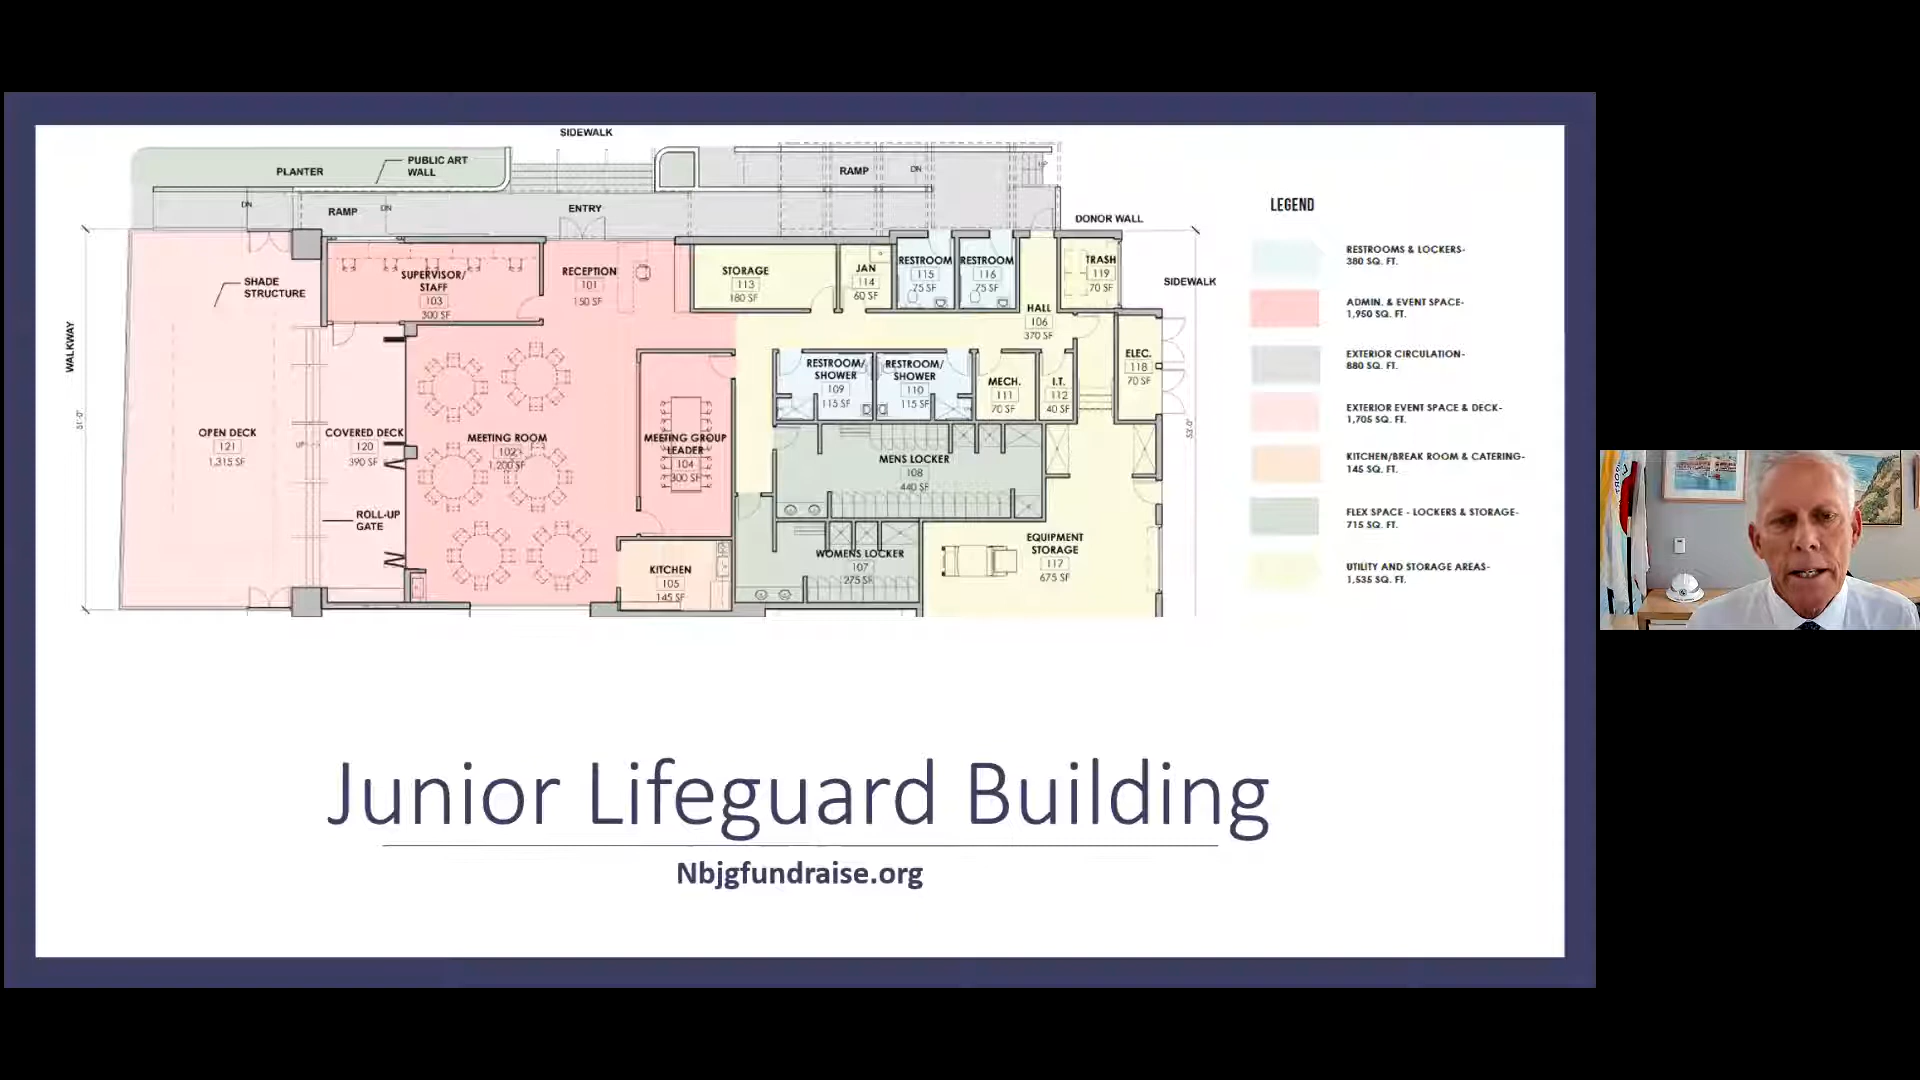 SIDEWALK
PLANTER
PUBLIC ART
WALL
RAMP
DN
UP
DN
RAMP
DN
ENTRY
DONOR WALL
SIDEWALK
WALKWAY
51'-0"
53'-0"
SHADE
STRUCTURE
SUPERVISOR/
STAFF
103
300 SF
RECEPTION
101
150 SF
STORAGE
113
180 SF
JAN
114
60 SF
RESTROOM
115
75 SF
RESTROOM
116
75 SF
TRASH
119
70 SF
HALL
106
370 SF
ELEC.
118
70 SF
RESTROOM/
SHOWER
109
115 SF
RESTROOM/
SHOWER
110
115 SF
MECH.
111
70 SF
I.T.
112
40 SF
OPEN DECK
121
1,315 SF
UP
COVERED DECK
120
390 SF
MEETING ROOM
102
1,200 SF
MEETING GROUP
LEADER
104
300 SF
MENS LOCKER
108
440 SF
ROLL-UP
GATE
KITCHEN
105
145 SF
WOMENS LOCKER
107
275 SF
EQUIPMENT
STORAGE
117
675 SF
LEGEND
RESTROOMS & LOCKERS-
380 SQ. FT.
ADMIN. & EVENT SPACE-
1,950 SQ. FT.
EXTERIOR CIRCULATION-
880 SQ. FT.
EXTERIOR EVENT SPACE & DECK-
1,705 SQ. FT.
KITCHEN/BREAK ROOM & CATERING-
145 SQ. FT.
FLEX SPACE - LOCKERS & STORAGE-
715 SQ. FT.
UTILITY AND STORAGE AREAS-
1,535 SQ. FT.
Junior Lifeguard Building
Nbjgfundraise.org